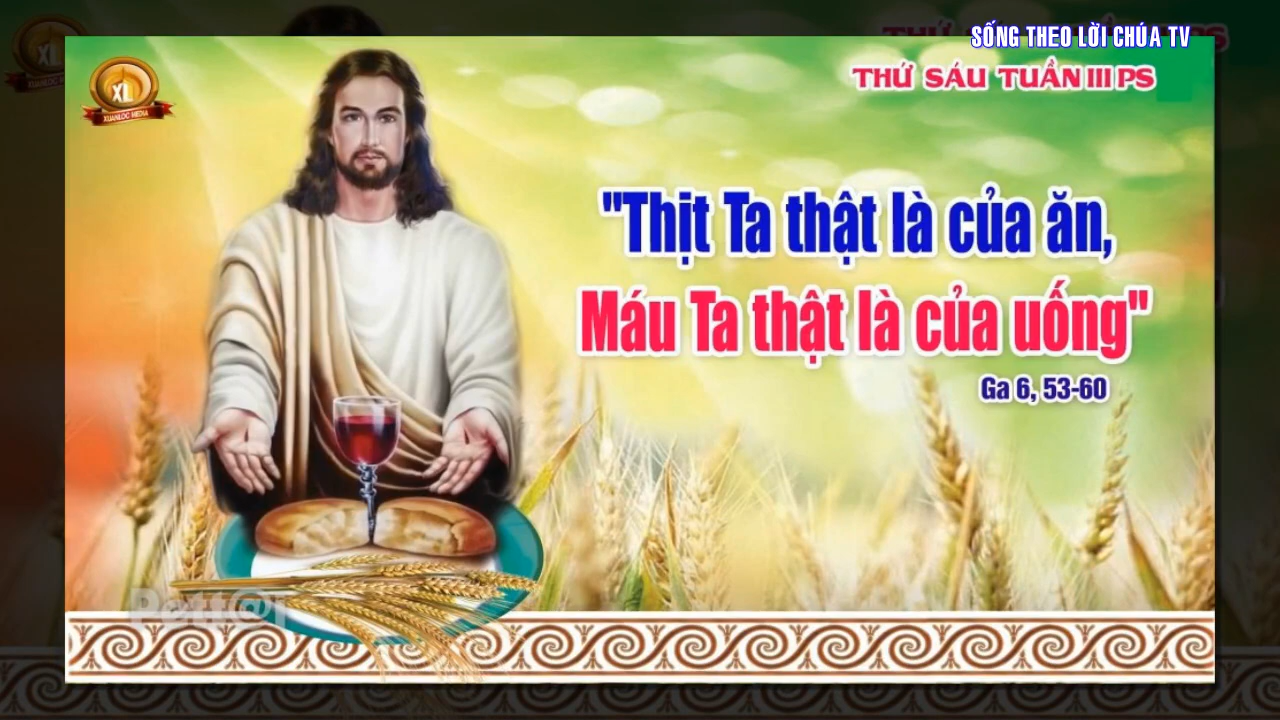 SỐNG THEO LỜI CHÚA TV
XL
XUANLOC MEDIA
THỨ SÁU TUẦN III PS
"Thịt Ta thật là của ăn,
Máu Ta thật là của uống"
Ga 6, 53-60